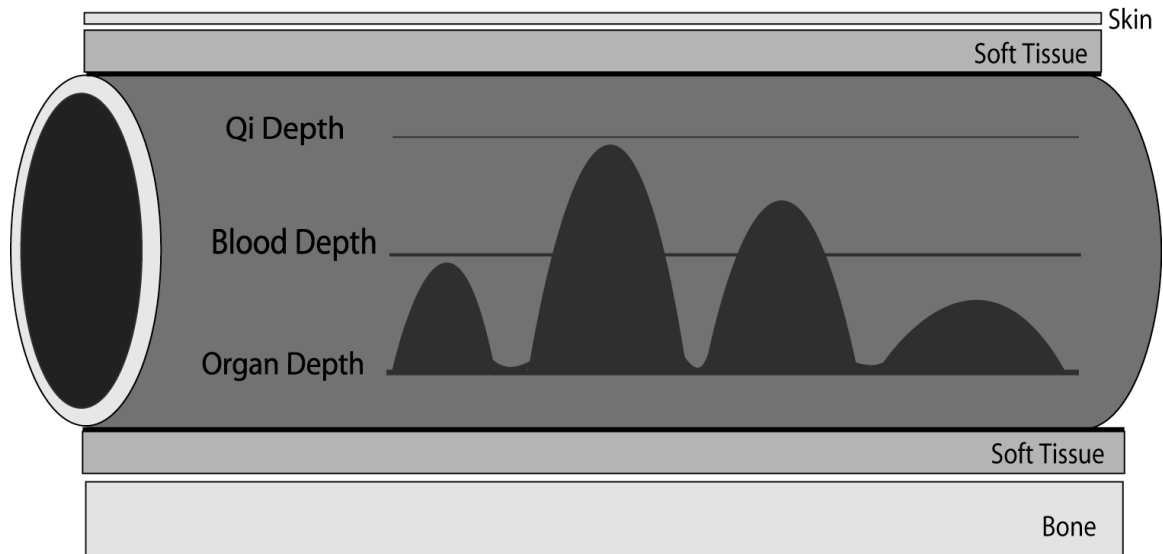 Skin
Soft Tissue
Qi Depth
Blood Depth
Organ Depth
Soft Tissue
Bone